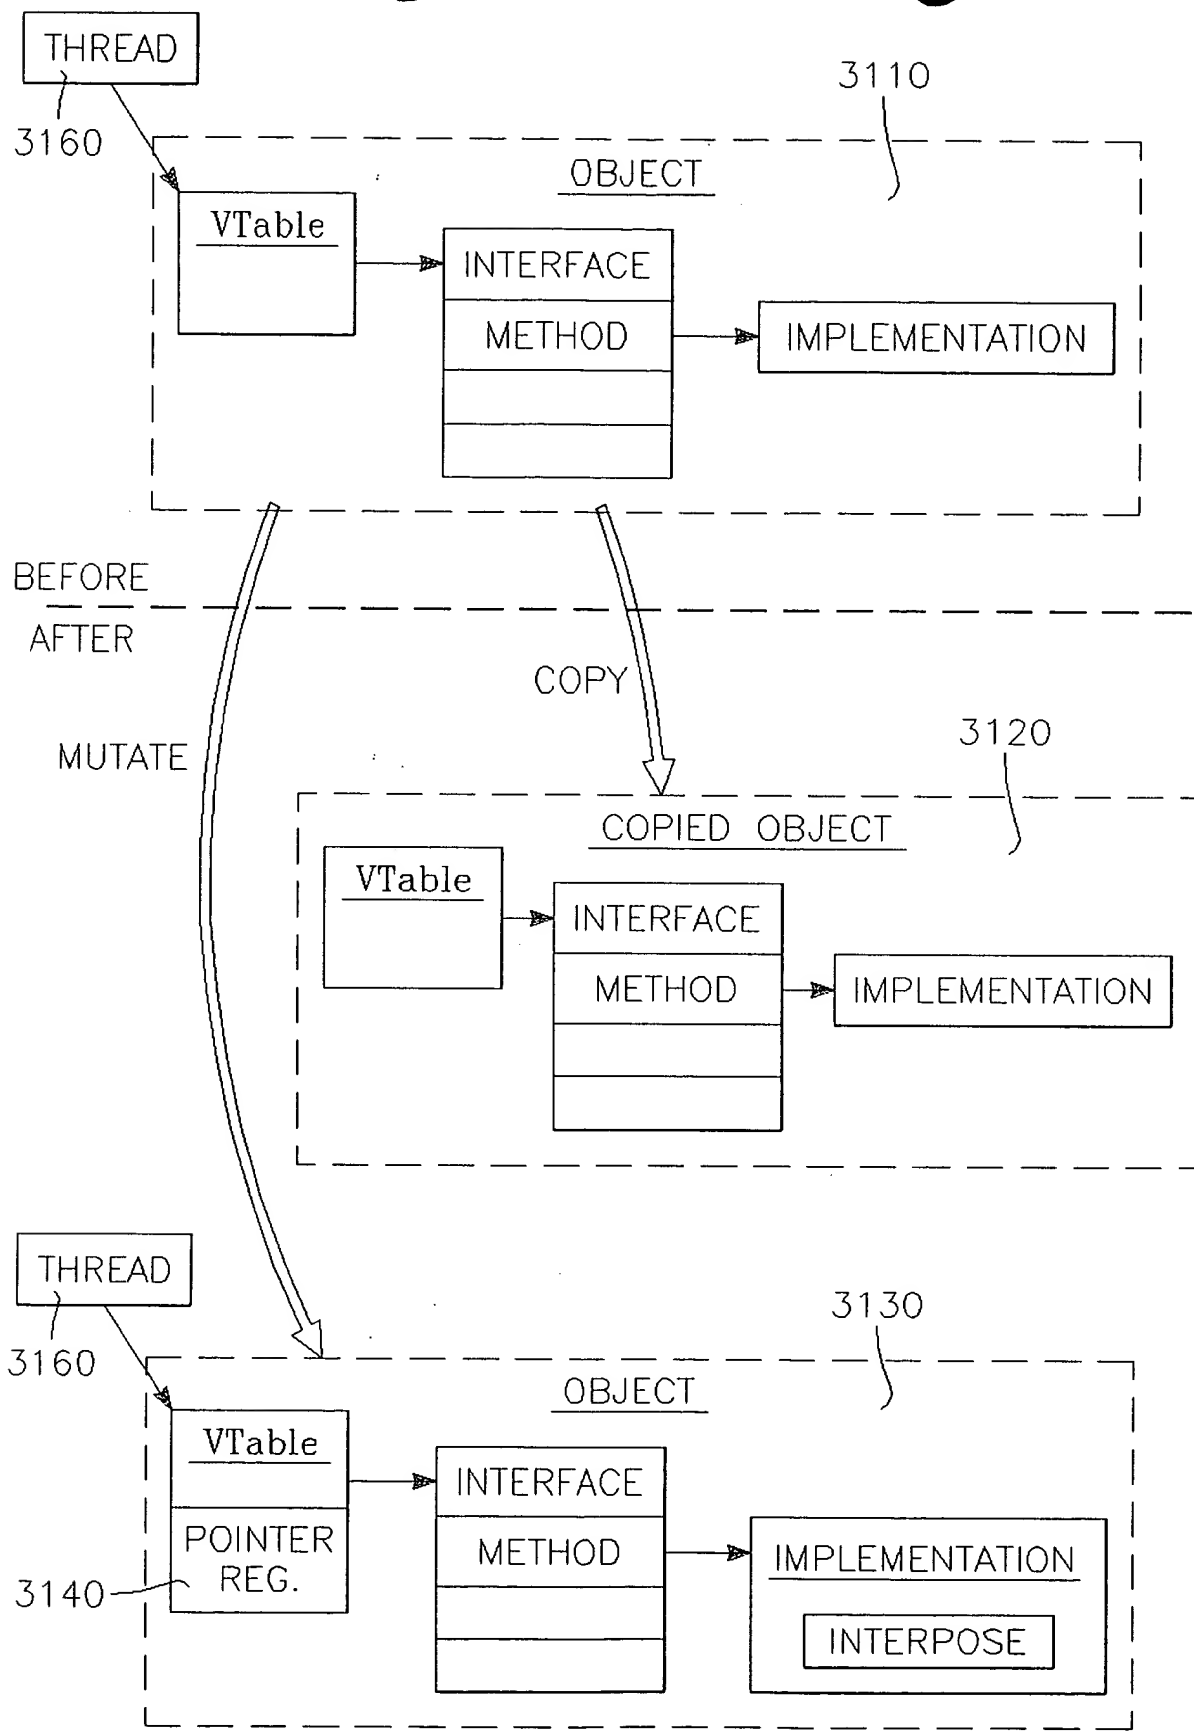 THREAD
3160
3110
OBJECT
VTable
INTERFACE
METHOD
IMPLEMENTATION
BEFORE
AFTER
COPY
MUTATE
3120
COPIED OBJECT
VTable
INTERFACE
METHOD
IMPLEMENTATION
THREAD
3160
3130
OBJECT
VTable
INTERFACE
POINTER
REG.
METHOD
IMPLEMENTATION
3140
INTERPOSE